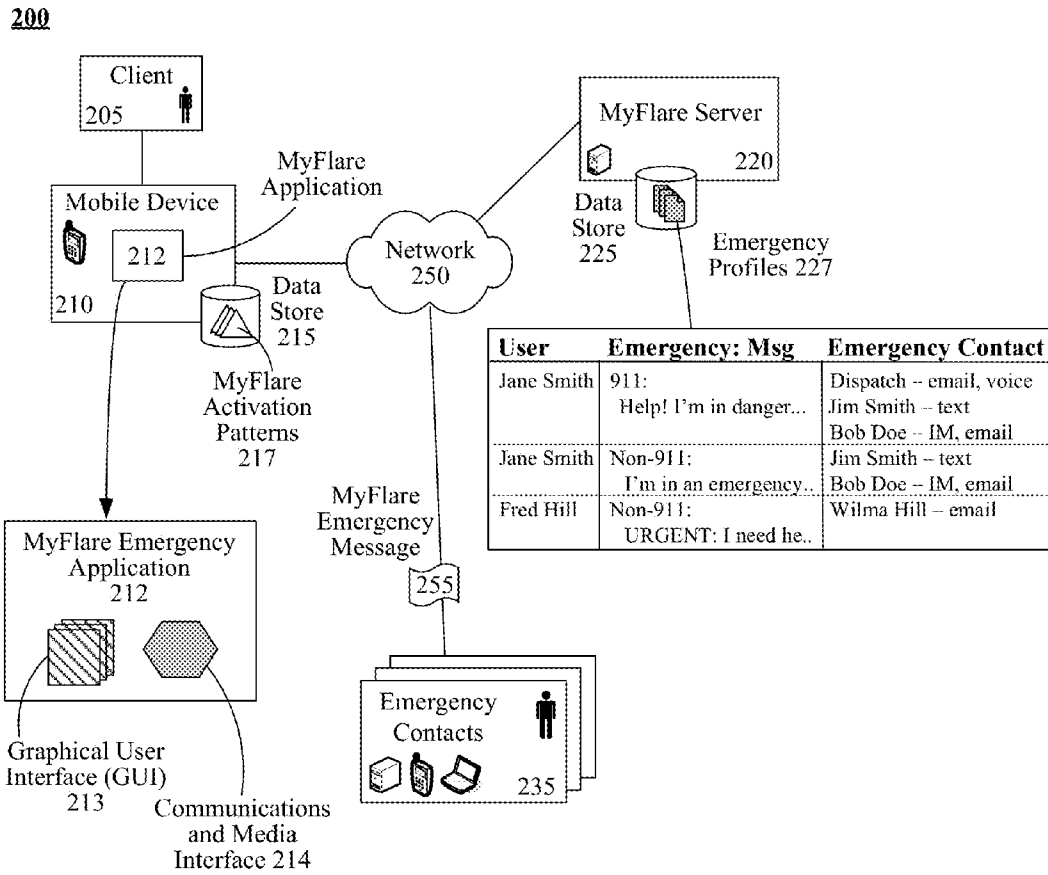 200
Client
205
MyFlare Server
220
MyFlare
Application
Mobile Device
212
210
Data
Store
215
Network
250
Data
Store
225
Emergency
Profiles 227
MyFlare
Activation
Patterns
217
User Emergency: Msg Emergency Contact
Jane Smith 911: Dispatch – email, voice
Help! I'm in danger... Jim Smith – text
Bob Doe – IM, email
Jane Smith Non-911: Jim Smith – text
I'm in an emergency.. Bob Doe – IM, email
Fred Hill Non-911: Wilma Hill – email
URGENT: I need he..
MyFlare
Emergency
Message
255
MyFlare Emergency
Application
212
Emergency
Contacts
235
Graphical User
Interface (GUI)
213
Communications
and Media
Interface 214